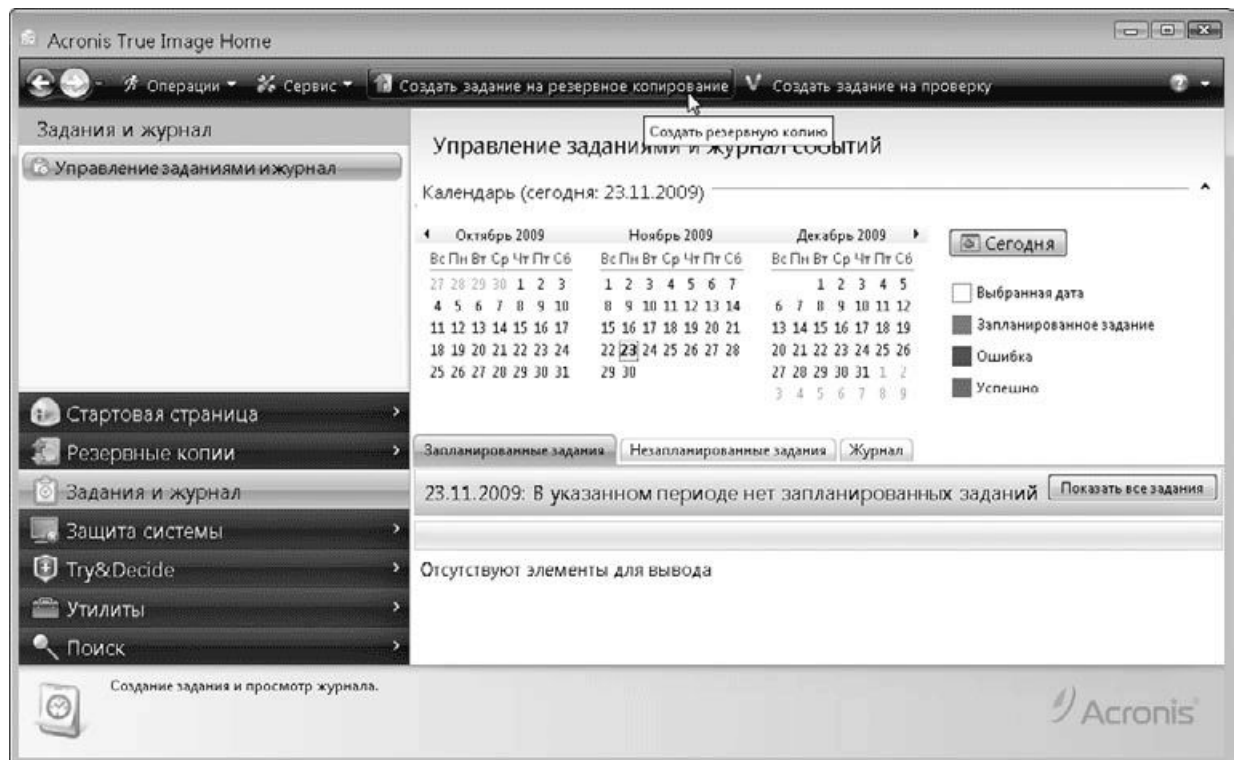 Acronis True Image Home
Операции Сервис Создать задание на резервное копирование Создать задание на проверку ?
Создать резервную копию
Задания и журнал
Управление заданиями и журнал
Стартовая страница
Резервные копии
Задания и журнал
Защита системы
Try&Decide
Утилиты
Поиск
Управление заданиями и журнал событий
Календарь (сегодня: 23.11.2009)
Октябрь 2009
Вс Пн Вт Ср Чт Пт Сб
27 28 29 30 1 2 3
4 5 6 7 8 9 10
11 12 13 14 15 16 17
18 19 20 21 22 23 24
25 26 27 28 29 30 31
Ноябрь 2009
Вс Пн Вт Ср Чт Пт Сб
1 2 3 4 5 6 7
8 9 10 11 12 13 14
15 16 17 18 19 20 21
22 23 24 25 26 27 28
29 30
Декабрь 2009
Вс Пн Вт Ср Чт Пт Сб
1 2 3 4 5
6 7 8 9 10 11 12
13 14 15 16 17 18 19
20 21 22 23 24 25 26
27 28 29 30 31 1 2
3 4 5 6 7 8 9
Сегодня
Выбранная дата
Запланированное задание
Ошибка
Успешно
Запланированные задания Незапланированные задания Журнал
23.11.2009: В указанном периоде нет запланированных заданий Показать все задания
Отсутствуют элементы для вывода
Создание задания и просмотр журнала.
Acronis